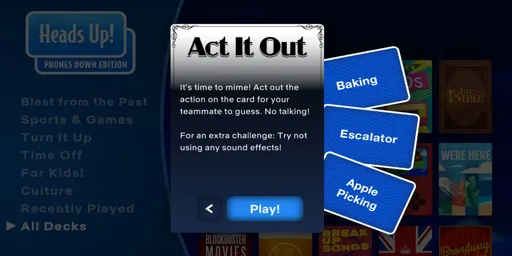 Heads Up!
PHONES DOWN EDITION
Blast from the Past
Sports & Games
Turn It Up
Time Off
For Kids!
Culture
Recently Played
All Decks
Act It Out
It's time to mime! Act out the
action on the card for your
teammate to guess. No talking!
For an extra challenge: Try not
using any sound effects!
<
Play!
Baking
Escalator
Apple
Picking
THE
BIBLE
WERE HERE
BLOCKBUSTER
MOVIES
BREAK
UP
SONGS
Broadway